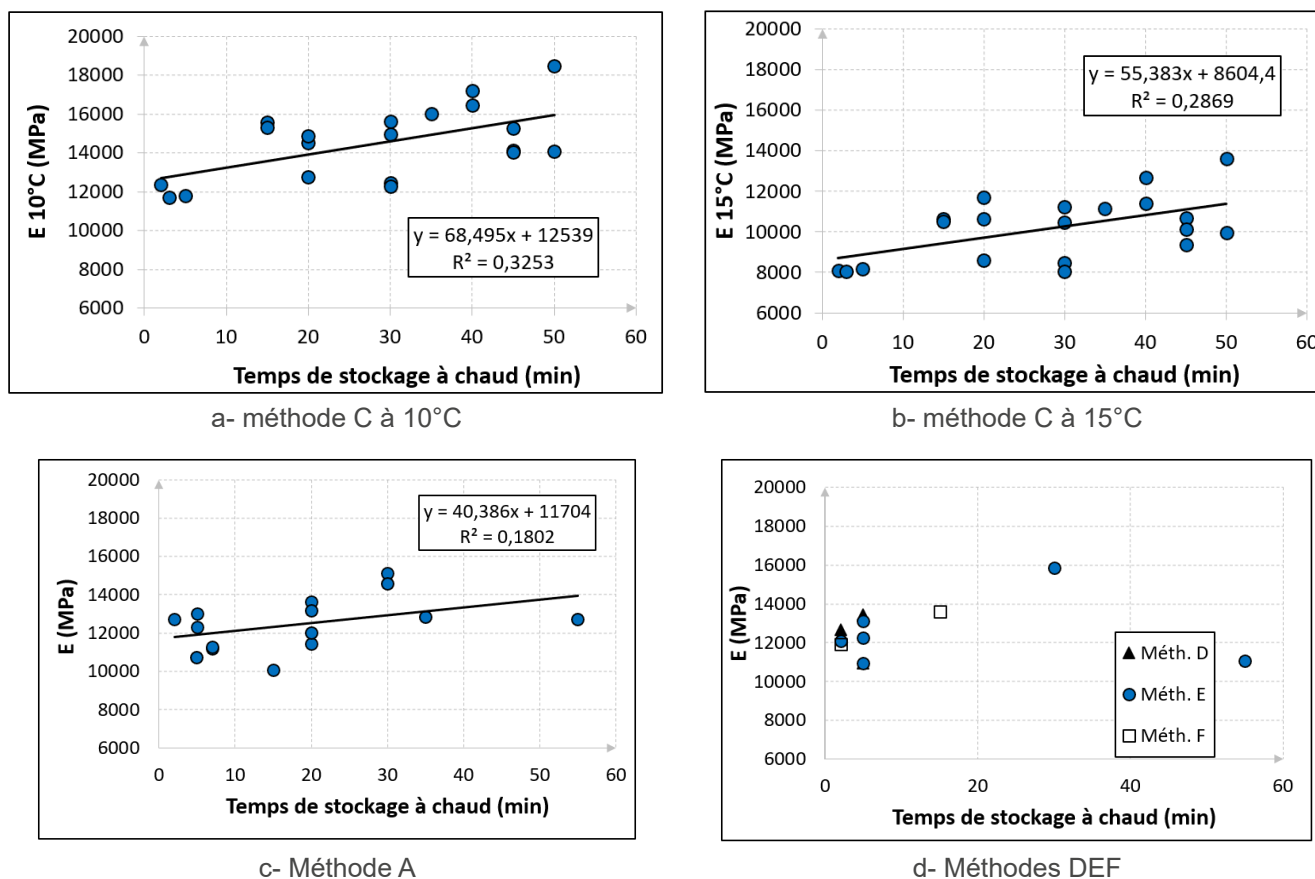 E 10°C (MPa)
20000
18000
16000
14000
12000
10000
8000
6000
y = 68,495x + 12539
R² = 0,3253
0 10 20 30 40 50 60
Temps de stockage à chaud (min)
a- méthode C à 10°C
E 15°C (MPa)
20000
18000
16000
14000
12000
10000
8000
6000
y = 55,383x + 8604,4
R² = 0,2869
0 10 20 30 40 50 60
Temps de stockage à chaud (min)
b- méthode C à 15°C
E (MPa)
20000
18000
16000
14000
12000
10000
8000
6000
y = 40,386x + 11704
R² = 0,1802
0 10 20 30 40 50 60
Temps de stockage à chaud (min)
c- Méthode A
E (MPa)
20000
18000
16000
14000
12000
10000
8000
6000
Méth. D
Méth. E
Méth. F
0 20 40 60
Temps de stockage à chaud (min)
d- Méthodes DEF